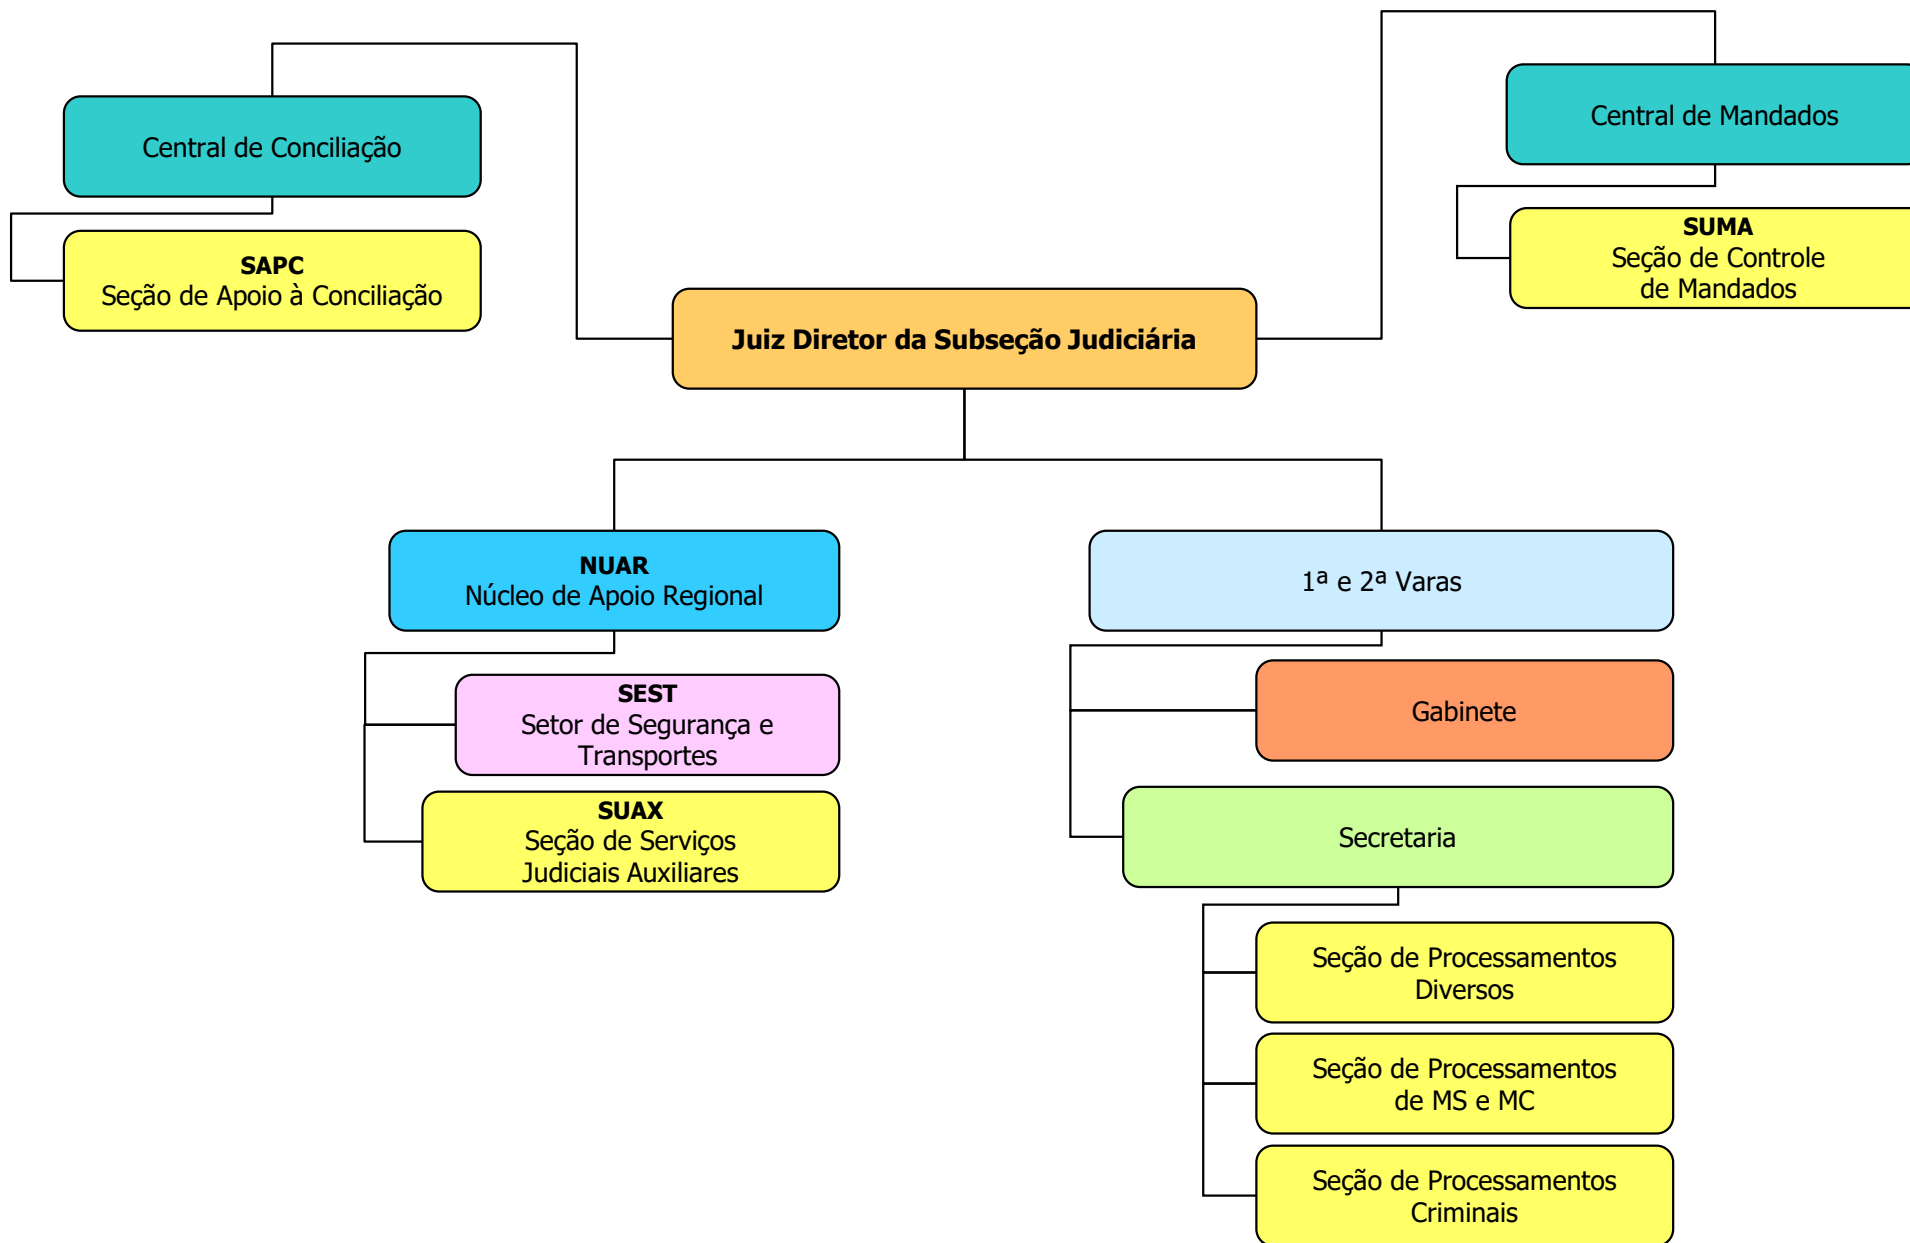 Central de Conciliação
SAPC
Seção de Apoio à Conciliação
Central de Mandados
SUMA
Seção de Controle
de Mandados
Juiz Diretor da Subseção Judiciária
NUAR
Núcleo de Apoio Regional
SEST
Setor de Segurança e
Transportes
SUAX
Seção de Serviços
Judiciais Auxiliares
1ª e 2ª Varas
Gabinete
Secretaria
Seção de Processamentos
Diversos
Seção de Processamentos
de MS e MC
Seção de Processamentos
Criminais